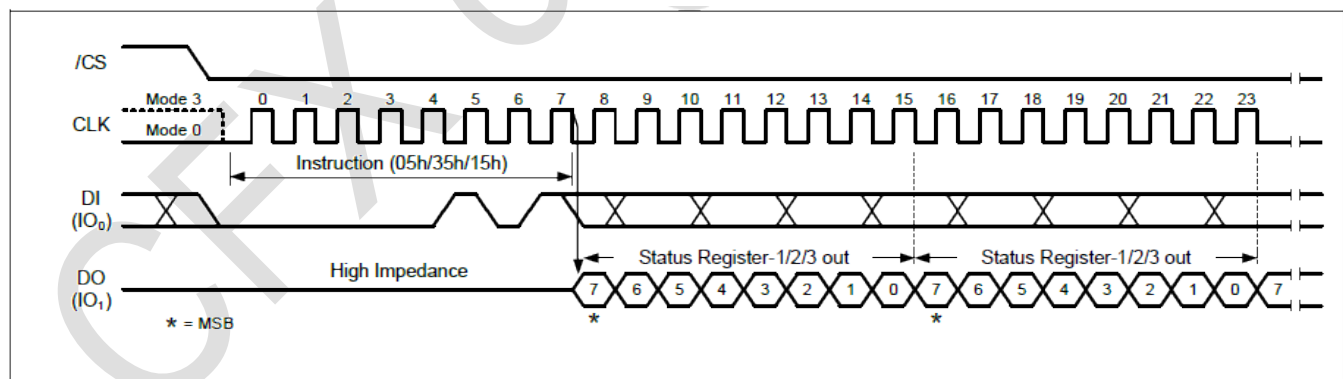 /CS
Mode 3
0 1 2 3 4 5 6 7 8 9 10 11 12 13 14 15 16 17 18 19 20 21 22 23
CLK
Mode 0
Instruction (05h/35h/15h)
DI
(IO₀)
High Impedance
Status Register-1/2/3 out Status Register-1/2/3 out
DO
(IO₁)
7 6 5 4 3 2 1 0 7 6 5 4 3 2 1 0 7
* *
* = MSB
CFX